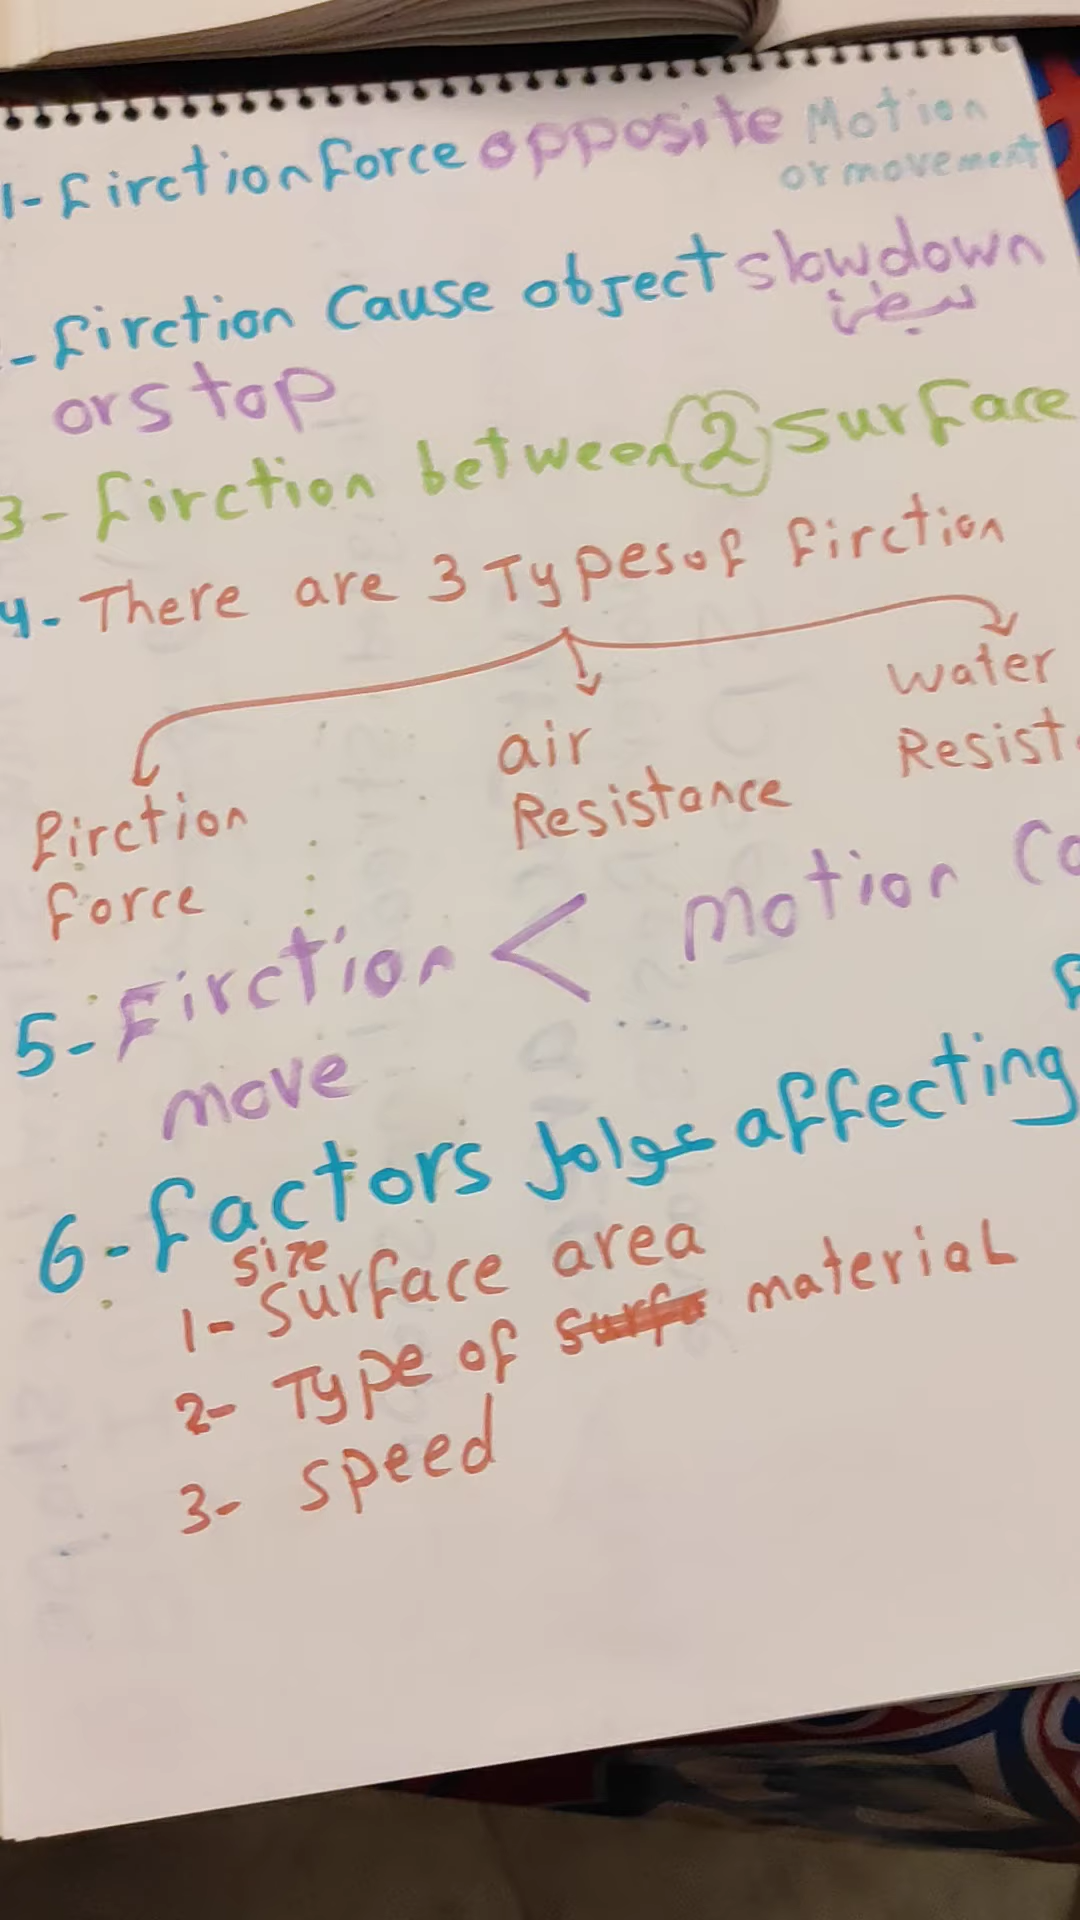 1- firction force opposite Motion
or movement
- firction Cause object slowdown
or stop
3- firction between 2 surface
4- There are 3 Types of firction
firction force
air Resistance
water Resist
5- Firction < motion
move
6- factors عوامل affecting
size
1- Surface area
2- Type of material
3- speed